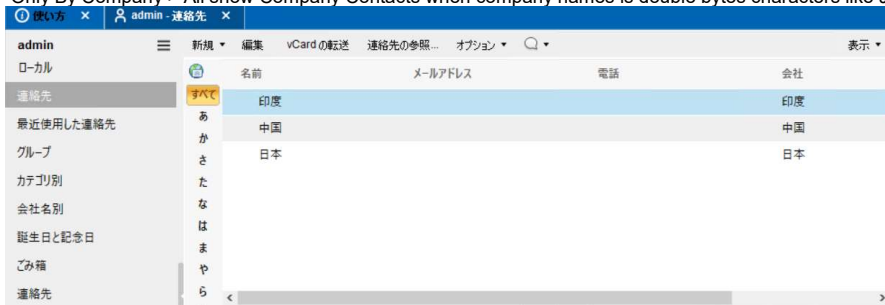 Only By Company > All show Company Contacts when company names is double bytes characters like
使い方 × admin - 連絡先 ×
admin 新規 ▼ 編集 vCard の転送 連絡先の参照... オプション ▼ 表示 ▼
ローカル
名前 メールアドレス 電話 会社
連絡先
すべて
印度 印度
最近使用した連絡先
あ
中国 中国
か
グループ
さ
日本 日本
カテゴリ別
た
会社名別
な
は
誕生日と記念日
ま
ごみ箱
や
連絡先
ら